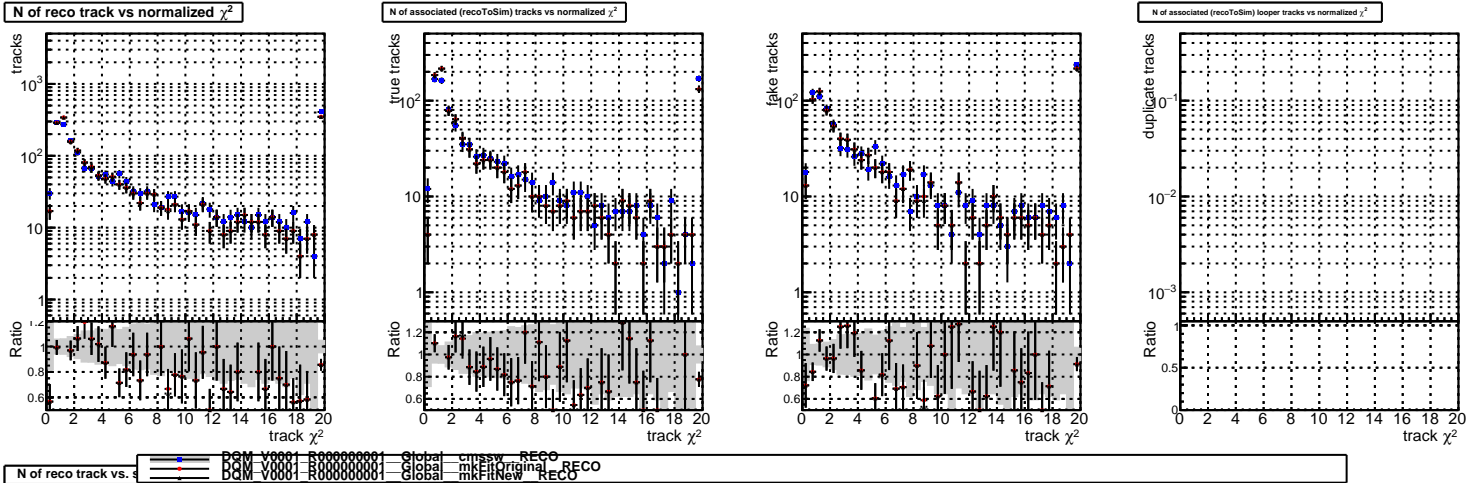 N of reco track vs normalized χ²
N of associated (recoToSim) tracks vs normalized χ²
N of associated (recoToSim) looper tracks vs normalized χ²
tracks
10³
10²
10
1
Ratio
1.2
1
0.8
0.6
0 2 4 6 8 10 12 14 16 18 20
track χ²
true tracks
10²
10
1
Ratio
1.2
1
0.8
0.6
0 2 4 6 8 10 12 14 16 18 20
track χ²
fake tracks
10²
10
1
Ratio
1.2
1
0.8
0.6
0 2 4 6 8 10 12 14 16 18 20
track χ²
duplicate tracks
10⁻¹
10⁻²
10⁻³
Ratio
1
0.5
0
0 2 4 6 8 10 12 14 16 18 20
track χ²
N of reco track vs.
DQM_V0001_R000000001__Global__cmssw__RECO
DQM_V0001_R000000001__Global__mkFitOriginal__RECO
DQM_V0001_R000000001__Global__mkFitNew__RECO